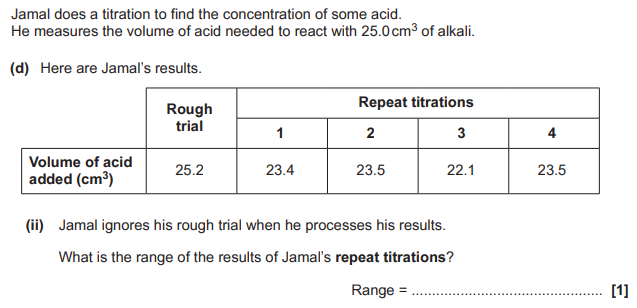 Jamal does a titration to find the concentration of some acid.
He measures the volume of acid needed to react with 25.0 cm³ of alkali.
(d) Here are Jamal's results.
Rough trial
Repeat titrations
1 2 3 4
Volume of acid added (cm³) 25.2 23.4 23.5 22.1 23.5
(ii) Jamal ignores his rough trial when he processes his results.
What is the range of the results of Jamal's repeat titrations?
Range = ............................................. [1]